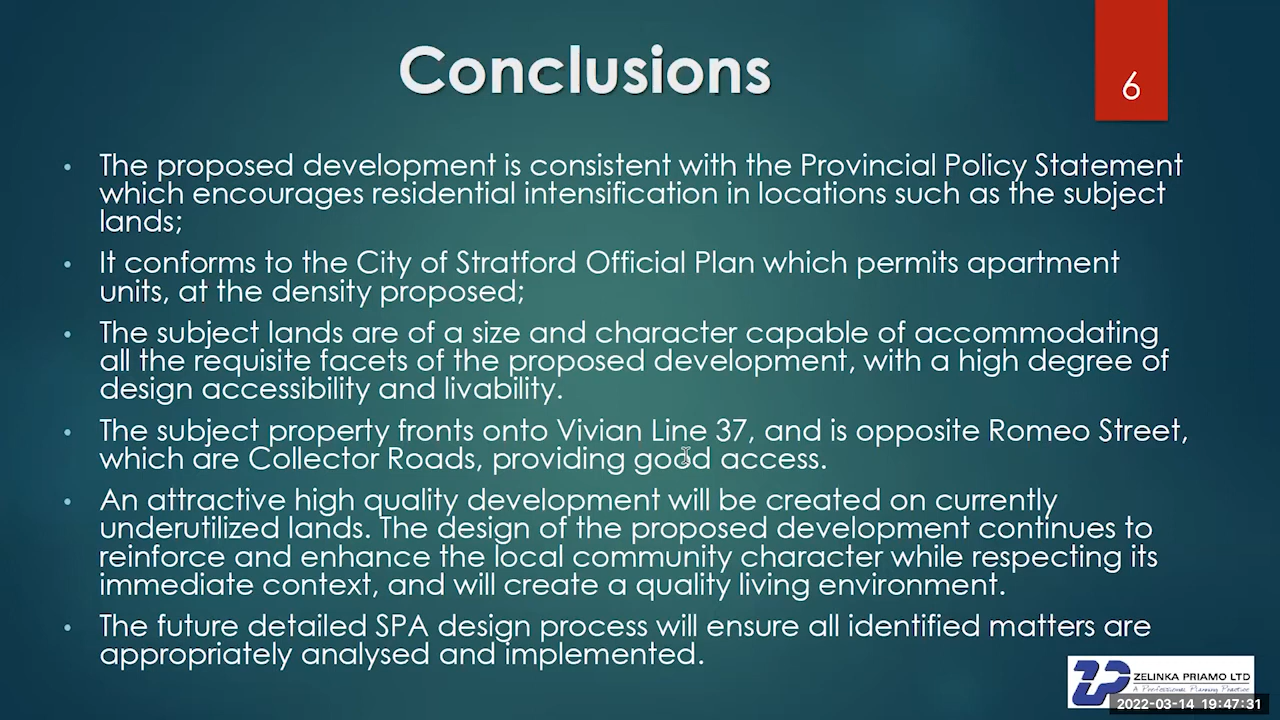 Conclusions
6
• The proposed development is consistent with the Provincial Policy Statement
which encourages residential intensification in locations such as the subject
lands;
• It conforms to the City of Stratford Official Plan which permits apartment
units, at the density proposed;
• The subject lands are of a size and character capable of accommodating
all the requisite facets of the proposed development, with a high degree of
design accessibility and livability.
• The subject property fronts onto Vivian Line 37, and is opposite Romeo Street,
which are Collector Roads, providing good access.
• An attractive high quality development will be created on currently
underutilized lands. The design of the proposed development continues to
reinforce and enhance the local community character while respecting its
immediate context, and will create a quality living environment.
• The future detailed SPA design process will ensure all identified matters are
appropriately analysed and implemented.
ZELINKA PRIAMO LTD
A Professional Planning Practice
2022-03-14 19:47:31